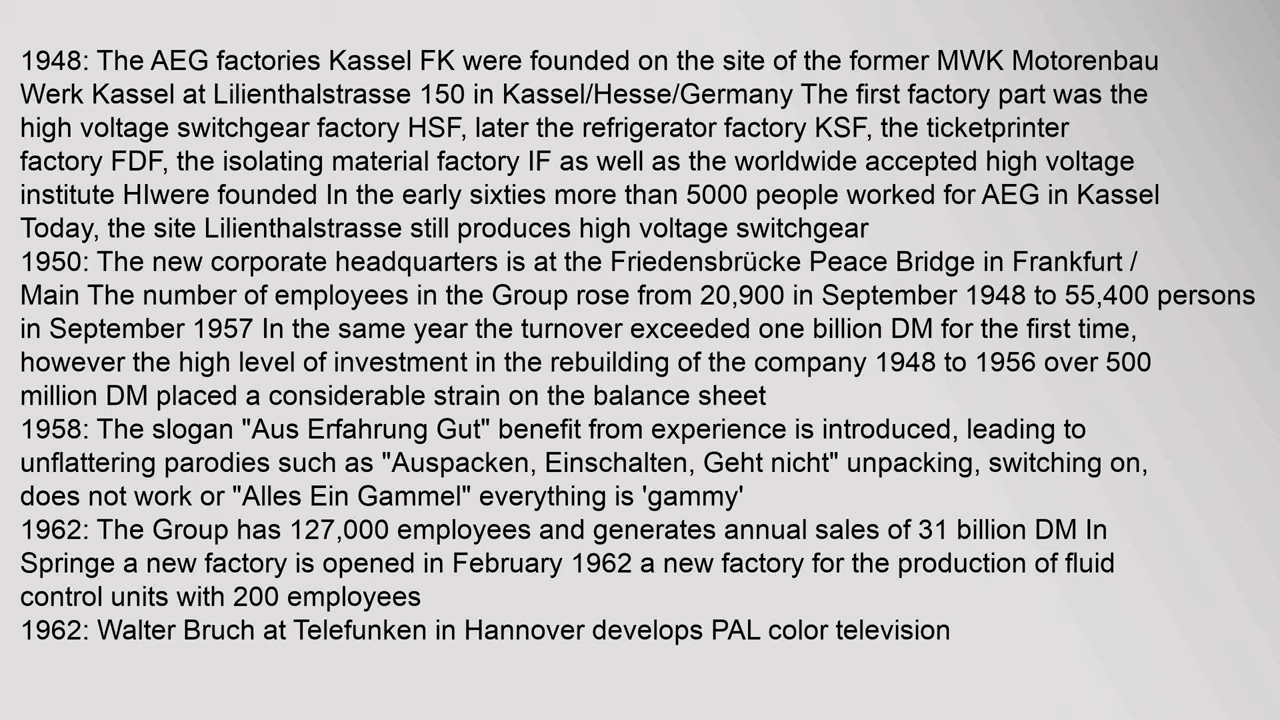 1948: The AEG factories Kassel FK were founded on the site of the former MWK Motorenbau
Werk Kassel at Lilienthalstrasse 150 in Kassel/Hesse/Germany The first factory part was the
high voltage switchgear factory HSF, later the refrigerator factory KSF, the ticketprinter
factory FDF, the isolating material factory IF as well as the worldwide accepted high voltage
institute HIwere founded In the early sixties more than 5000 people worked for AEG in Kassel
Today, the site Lilienthalstrasse still produces high voltage switchgear
1950: The new corporate headquarters is at the Friedensbrücke Peace Bridge in Frankfurt /
Main The number of employees in the Group rose from 20,900 in September 1948 to 55,400 persons
in September 1957 In the same year the turnover exceeded one billion DM for the first time,
however the high level of investment in the rebuilding of the company 1948 to 1956 over 500
million DM placed a considerable strain on the balance sheet
1958: The slogan "Aus Erfahrung Gut" benefit from experience is introduced, leading to
unflattering parodies such as "Auspacken, Einschalten, Geht nicht" unpacking, switching on,
does not work or "Alles Ein Gammel" everything is 'gammy'
1962: The Group has 127,000 employees and generates annual sales of 31 billion DM In
Springe a new factory is opened in February 1962 a new factory for the production of fluid
control units with 200 employees
1962: Walter Bruch at Telefunken in Hannover develops PAL color television